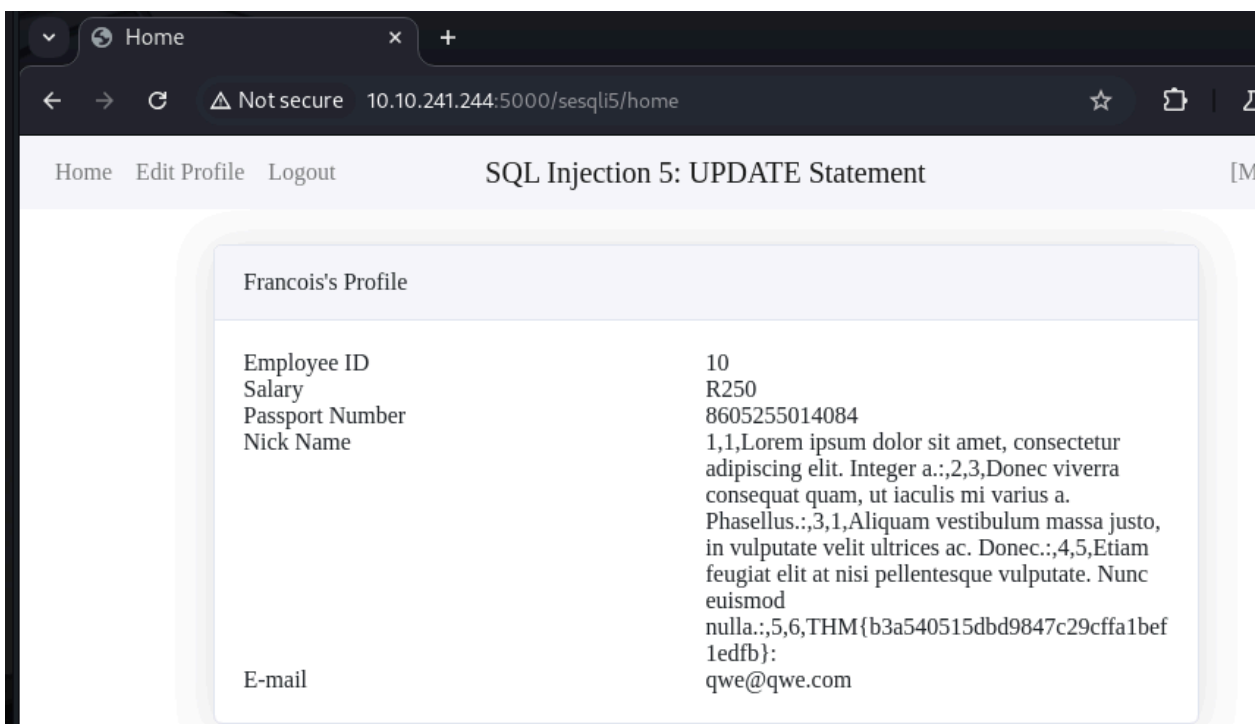 Home
Not secure 10.10.241.244:5000/sesqli5/home
Home Edit Profile Logout SQL Injection 5: UPDATE Statement [M
Francois's Profile
Employee ID 10
Salary R250
Passport Number 8605255014084
Nick Name 1,1,Lorem ipsum dolor sit amet, consectetur
adipiscing elit. Integer a.:,2,3,Donec viverra
consequat quam, ut iaculis mi varius a.
Phasellus.:,3,1,Aliquam vestibulum massa justo,
in vulputate velit ultrices ac. Donec.:,4,5,Etiam
feugiat elit at nisi pellentesque vulputate. Nunc
euismod
nulla.:,5,6,THM{b3a540515dbd9847c29cffa1bef
1edfb}:
E-mail qwe@qwe.com